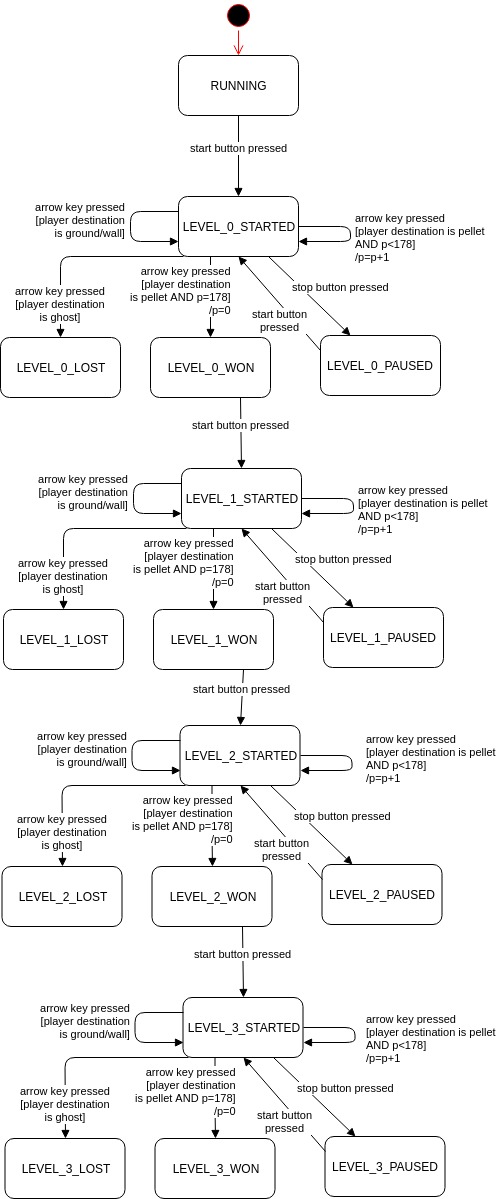 RUNNING
start button pressed
arrow key pressed
[player destination
is ground/wall]
LEVEL_0_STARTED
arrow key pressed
[player destination is pellet
AND p<178]
/p=p+1
arrow key pressed
[player destination
is ghost]
arrow key pressed
[player destination
is pellet AND p=178]
/p=0
stop button pressed
start button
pressed
LEVEL_0_LOST
LEVEL_0_WON
LEVEL_0_PAUSED
start button pressed
arrow key pressed
[player destination
is ground/wall]
LEVEL_1_STARTED
arrow key pressed
[player destination is pellet
AND p<178]
/p=p+1
arrow key pressed
[player destination
is ghost]
arrow key pressed
[player destination
is pellet AND p=178]
/p=0
stop button pressed
start button
pressed
LEVEL_1_LOST
LEVEL_1_WON
LEVEL_1_PAUSED
start button pressed
arrow key pressed
[player destination
is ground/wall]
LEVEL_2_STARTED
arrow key pressed
[player destination is pellet
AND p<178]
/p=p+1
arrow key pressed
[player destination
is ghost]
arrow key pressed
[player destination
is pellet AND p=178]
/p=0
stop button pressed
start button
pressed
LEVEL_2_LOST
LEVEL_2_WON
LEVEL_2_PAUSED
start button pressed
arrow key pressed
[player destination
is ground/wall]
LEVEL_3_STARTED
arrow key pressed
[player destination is pellet
AND p<178]
/p=p+1
arrow key pressed
[player destination
is ghost]
arrow key pressed
[player destination
is pellet AND p=178]
/p=0
stop button pressed
start button
pressed
LEVEL_3_LOST
LEVEL_3_WON
LEVEL_3_PAUSED